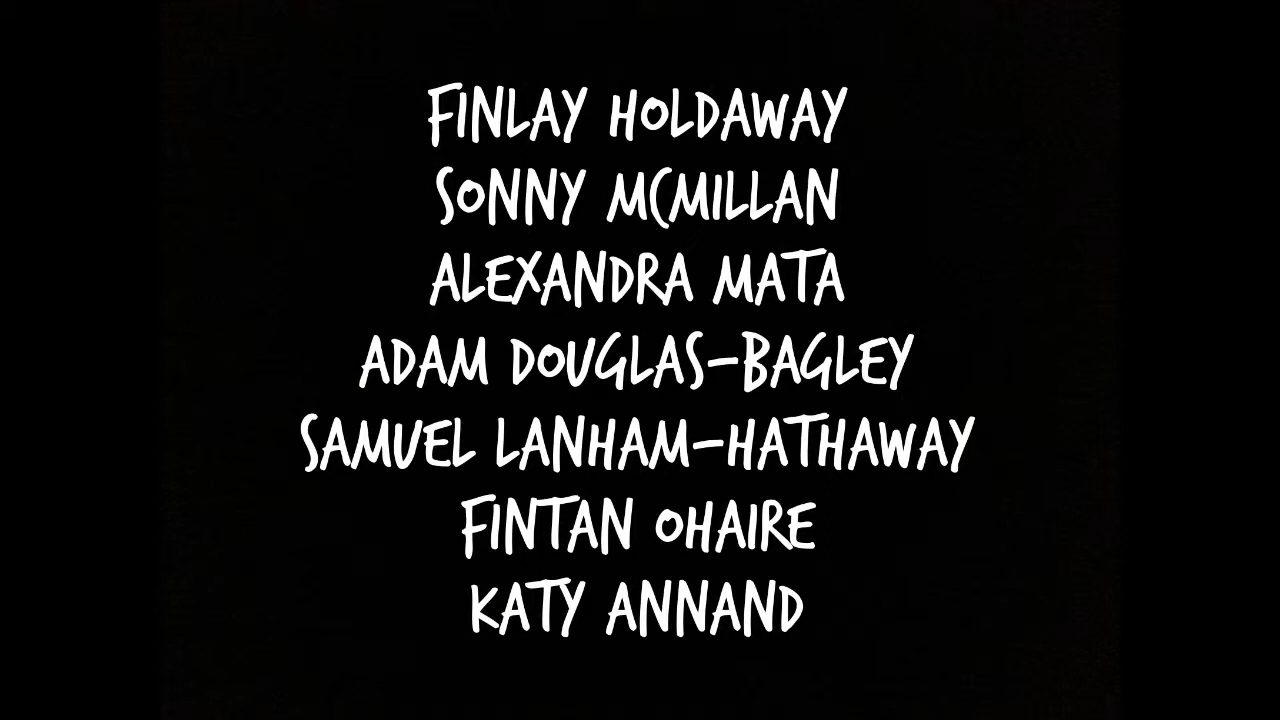 FINLAY HOLDAWAY
SONNY MCMILLAN
ALEXANDRA MATA
ADAM DOUGLAS-BAGLEY
SAMUEL LANHAM-HATHAWAY
FINTAN OHAIRE
KATY ANNAND